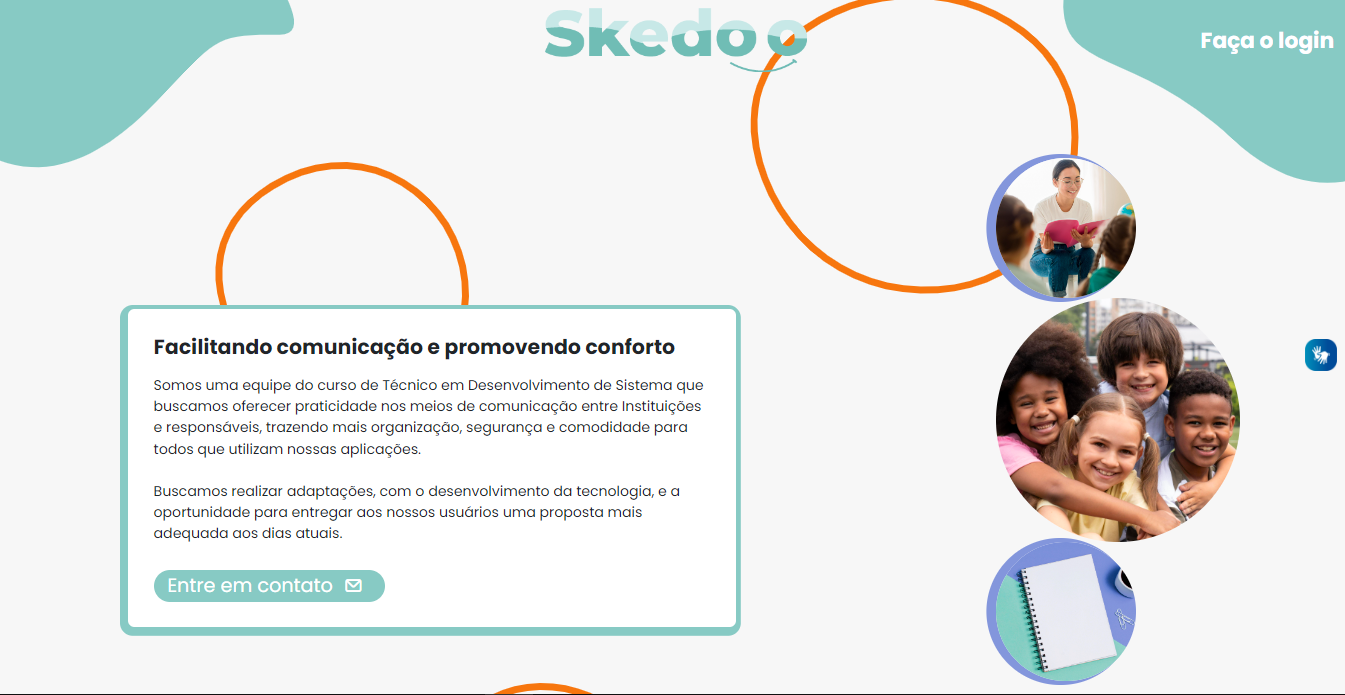 Skedoo
Faça o login
Facilitando comunicação e promovendo conforto
Somos uma equipe do curso de Técnico em Desenvolvimento de Sistema que
buscamos oferecer praticidade nos meios de comunicação entre Instituições
e responsáveis, trazendo mais organização, segurança e comodidade para
todos que utilizam nossas aplicações.
Buscamos realizar adaptações, com o desenvolvimento da tecnologia, e a
oportunidade para entregar aos nossos usuários uma proposta mais
adequada aos dias atuais.
Entre em contato